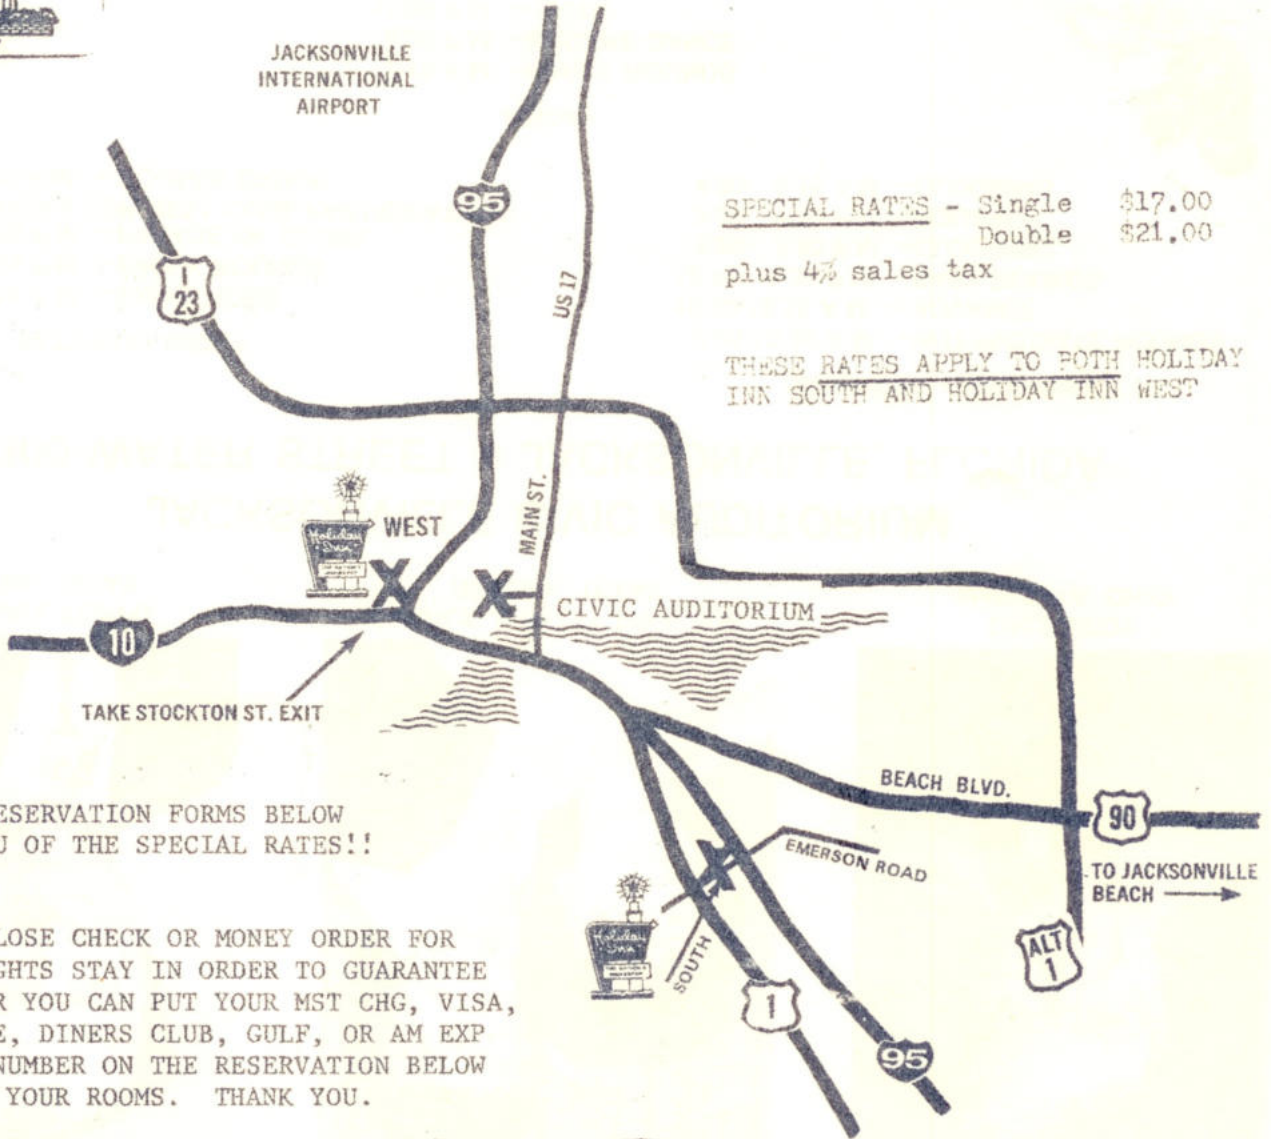 JACKSONVILLE
INTERNATIONAL
AIRPORT
95
SPECIAL RATES - Single $17.00
Double $21.00
plus 4% sales tax
1
23
US 17
THESE RATES APPLY TO BOTH HOLIDAY
INN SOUTH AND HOLIDAY INN WEST
WEST
Holiday Inn
MAIN ST.
X
X
CIVIC AUDITORIUM
10
TAKE STOCKTON ST. EXIT
BEACH BLVD.
90
ESERVATION FORMS BELOW
U OF THE SPECIAL RATES!!
EMERSON ROAD
X
TO JACKSONVILLE
BEACH
Holiday Inn
SOUTH
ALT
1
LOSE CHECK OR MONEY ORDER FOR
GHTS STAY IN ORDER TO GUARANTEE
R YOU CAN PUT YOUR MST CHG, VISA,
E, DINERS CLUB, GULF, OR AM EXP
NUMBER ON THE RESERVATION BELOW
YOUR ROOMS. THANK YOU.
1
95